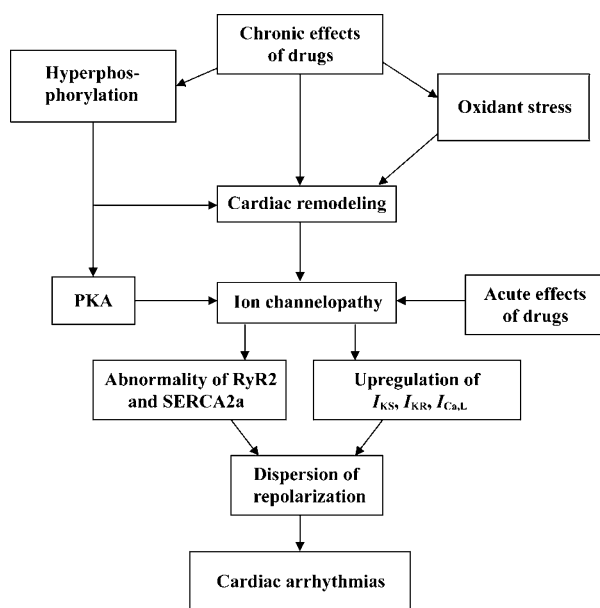 Chronic effects
of drugs
Hyperphos-
phorylation
Oxidant stress
Cardiac remodeling
PKA
Ion channelopathy
Acute effects
of drugs
Abnormality of RyR2
and SERCA2a
Upregulation of
IKS, IKR, ICa,L
Dispersion of
repolarization
Cardiac arrhythmias